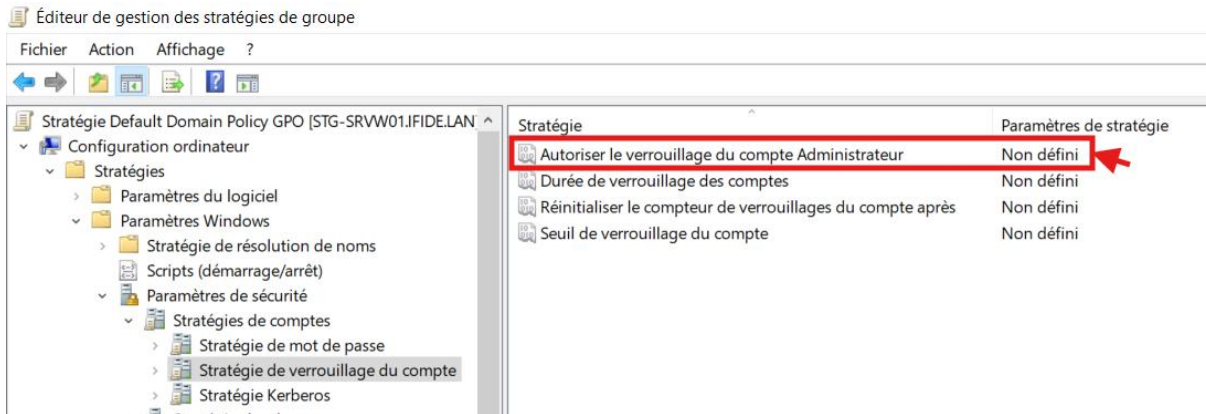 Éditeur de gestion des stratégies de groupe
Fichier Action Affichage ?
Stratégie Default Domain Policy GPO [STG-SRVW01.IFIDE.LAN]
Configuration ordinateur
Stratégies
Paramètres du logiciel
Paramètres Windows
Stratégie de résolution de noms
Scripts (démarrage/arrêt)
Paramètres de sécurité
Stratégies de comptes
Stratégie de mot de passe
Stratégie de verrouillage du compte
Stratégie Kerberos
Stratégie Paramètres de stratégie
Autoriser le verrouillage du compte Administrateur Non défini
Durée de verrouillage des comptes Non défini
Réinitialiser le compteur de verrouillages du compte après Non défini
Seuil de verrouillage du compte Non défini